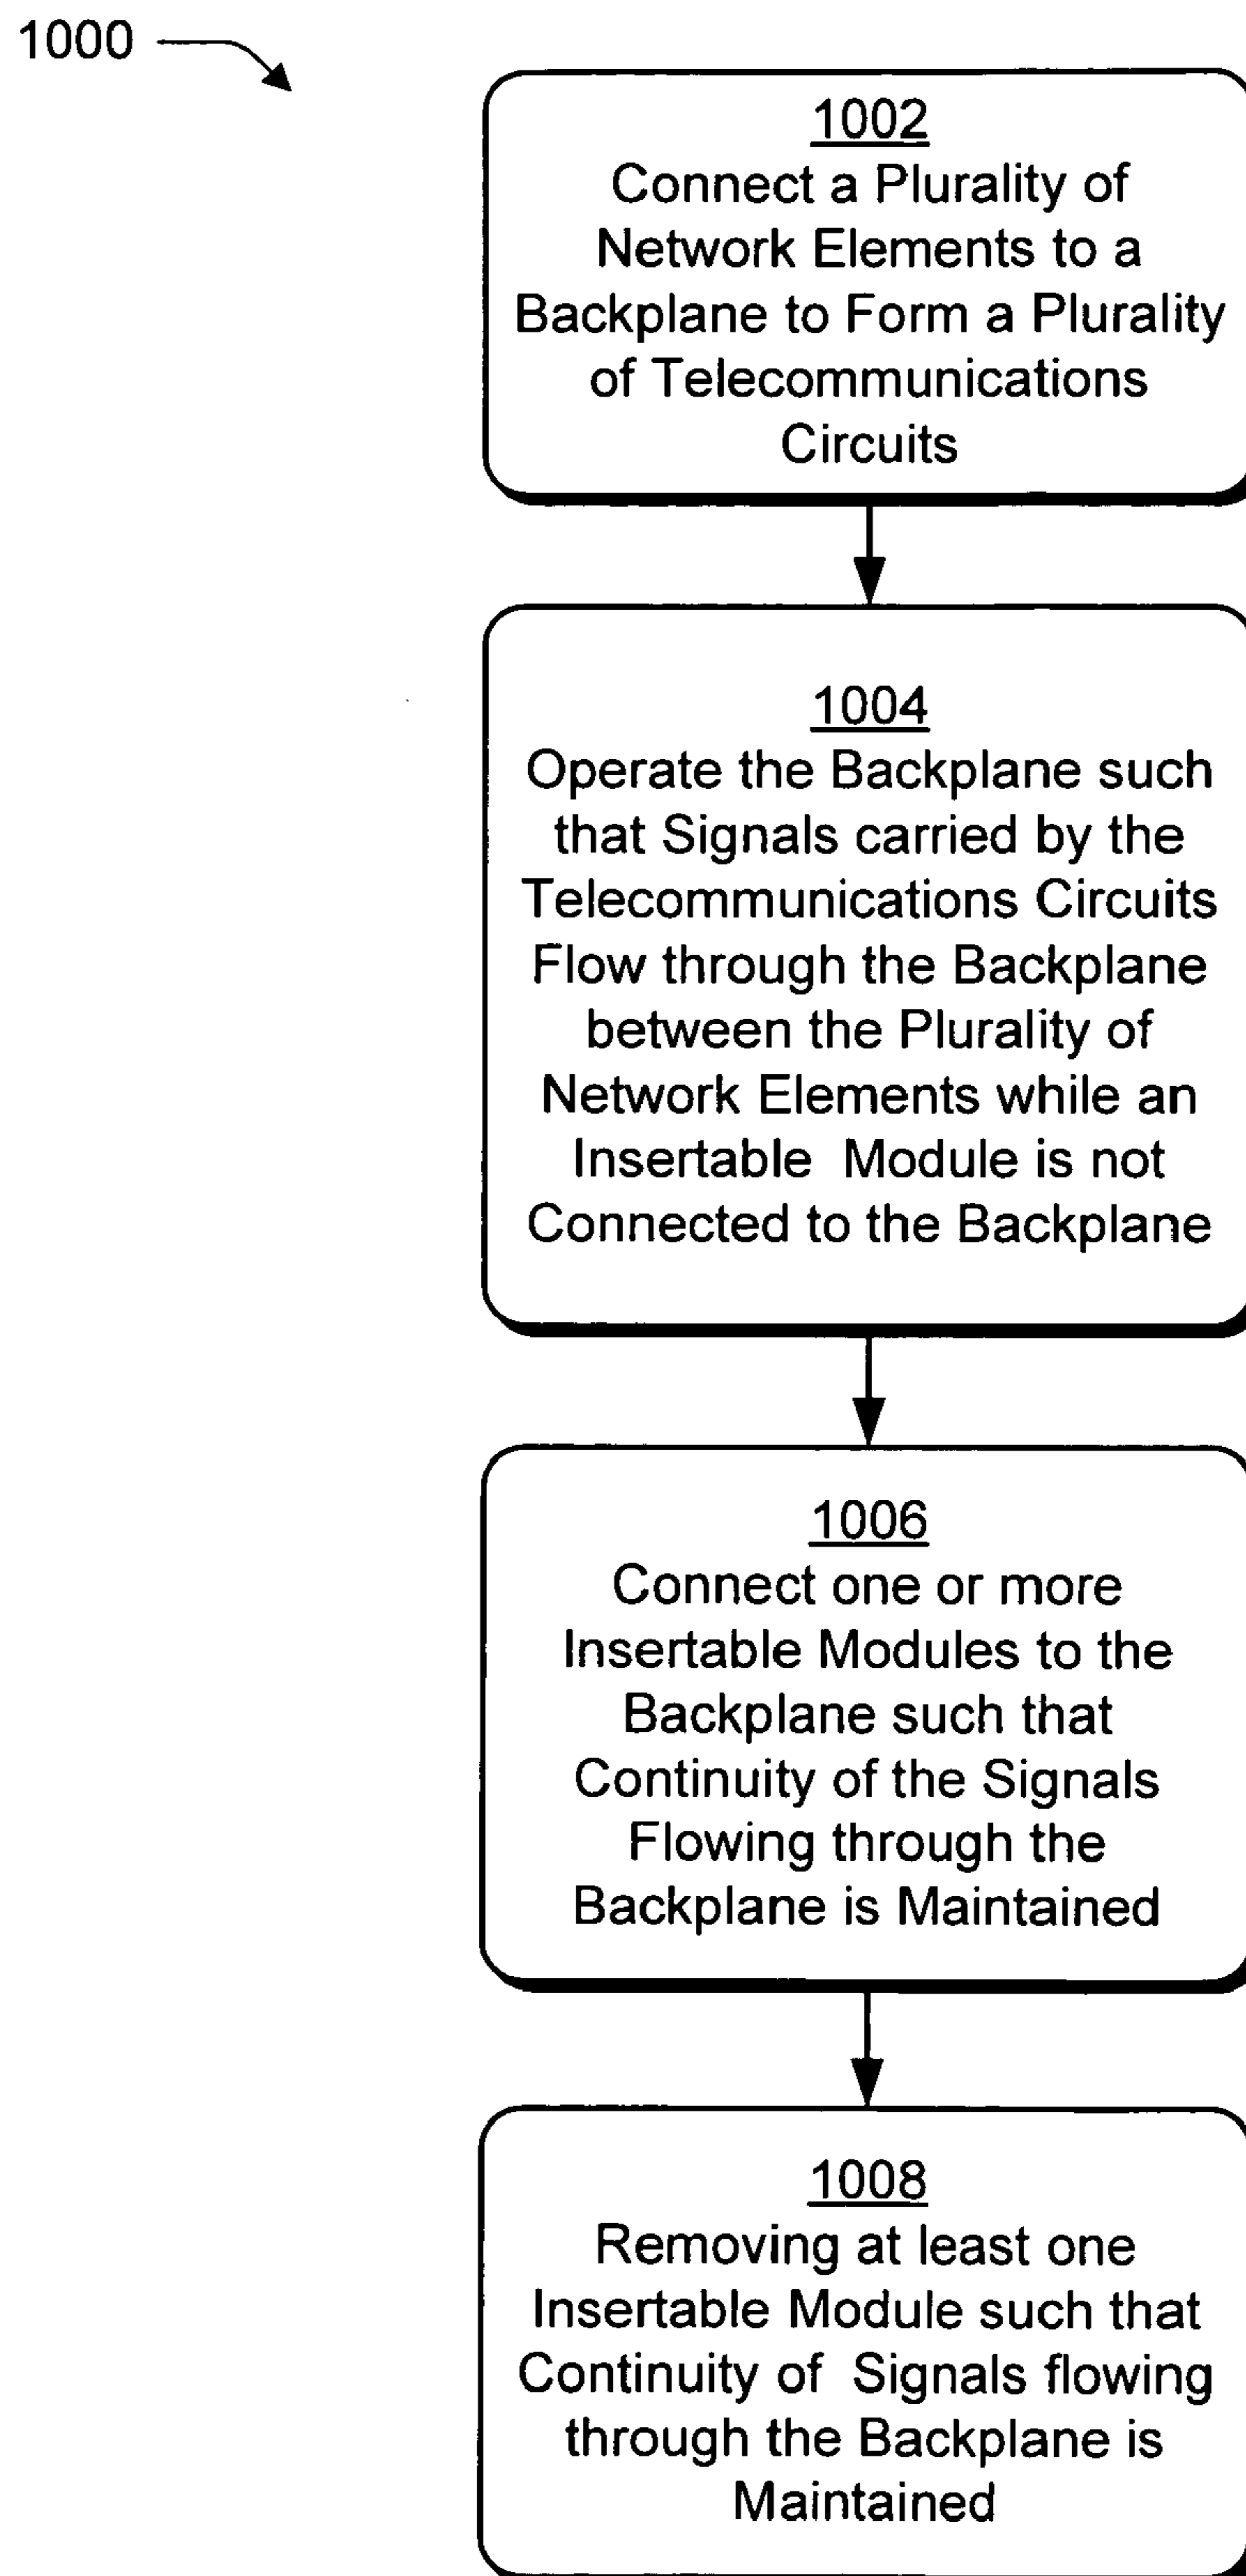 1000
1002
Connect a Plurality of
Network Elements to a
Backplane to Form a Plurality
of Telecommunications
Circuits
1004
Operate the Backplane such
that Signals carried by the
Telecommunications Circuits
Flow through the Backplane
between the Plurality of
Network Elements while an
Insertable Module is not
Connected to the Backplane
1006
Connect one or more
Insertable Modules to the
Backplane such that
Continuity of the Signals
Flowing through the
Backplane is Maintained
1008
Removing at least one
Insertable Module such that
Continuity of Signals flowing
through the Backplane is
Maintained